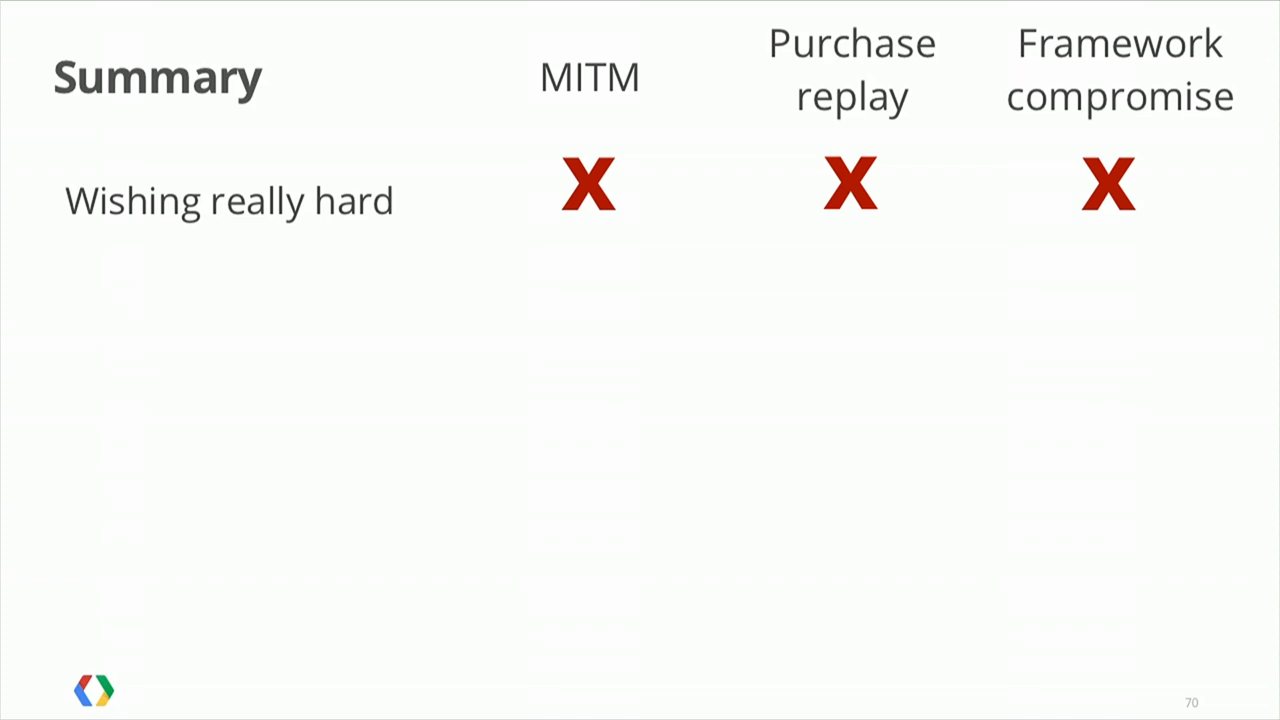 Summary
MITM
Purchase
replay
Framework
compromise
Wishing really hard
X
X
X
70